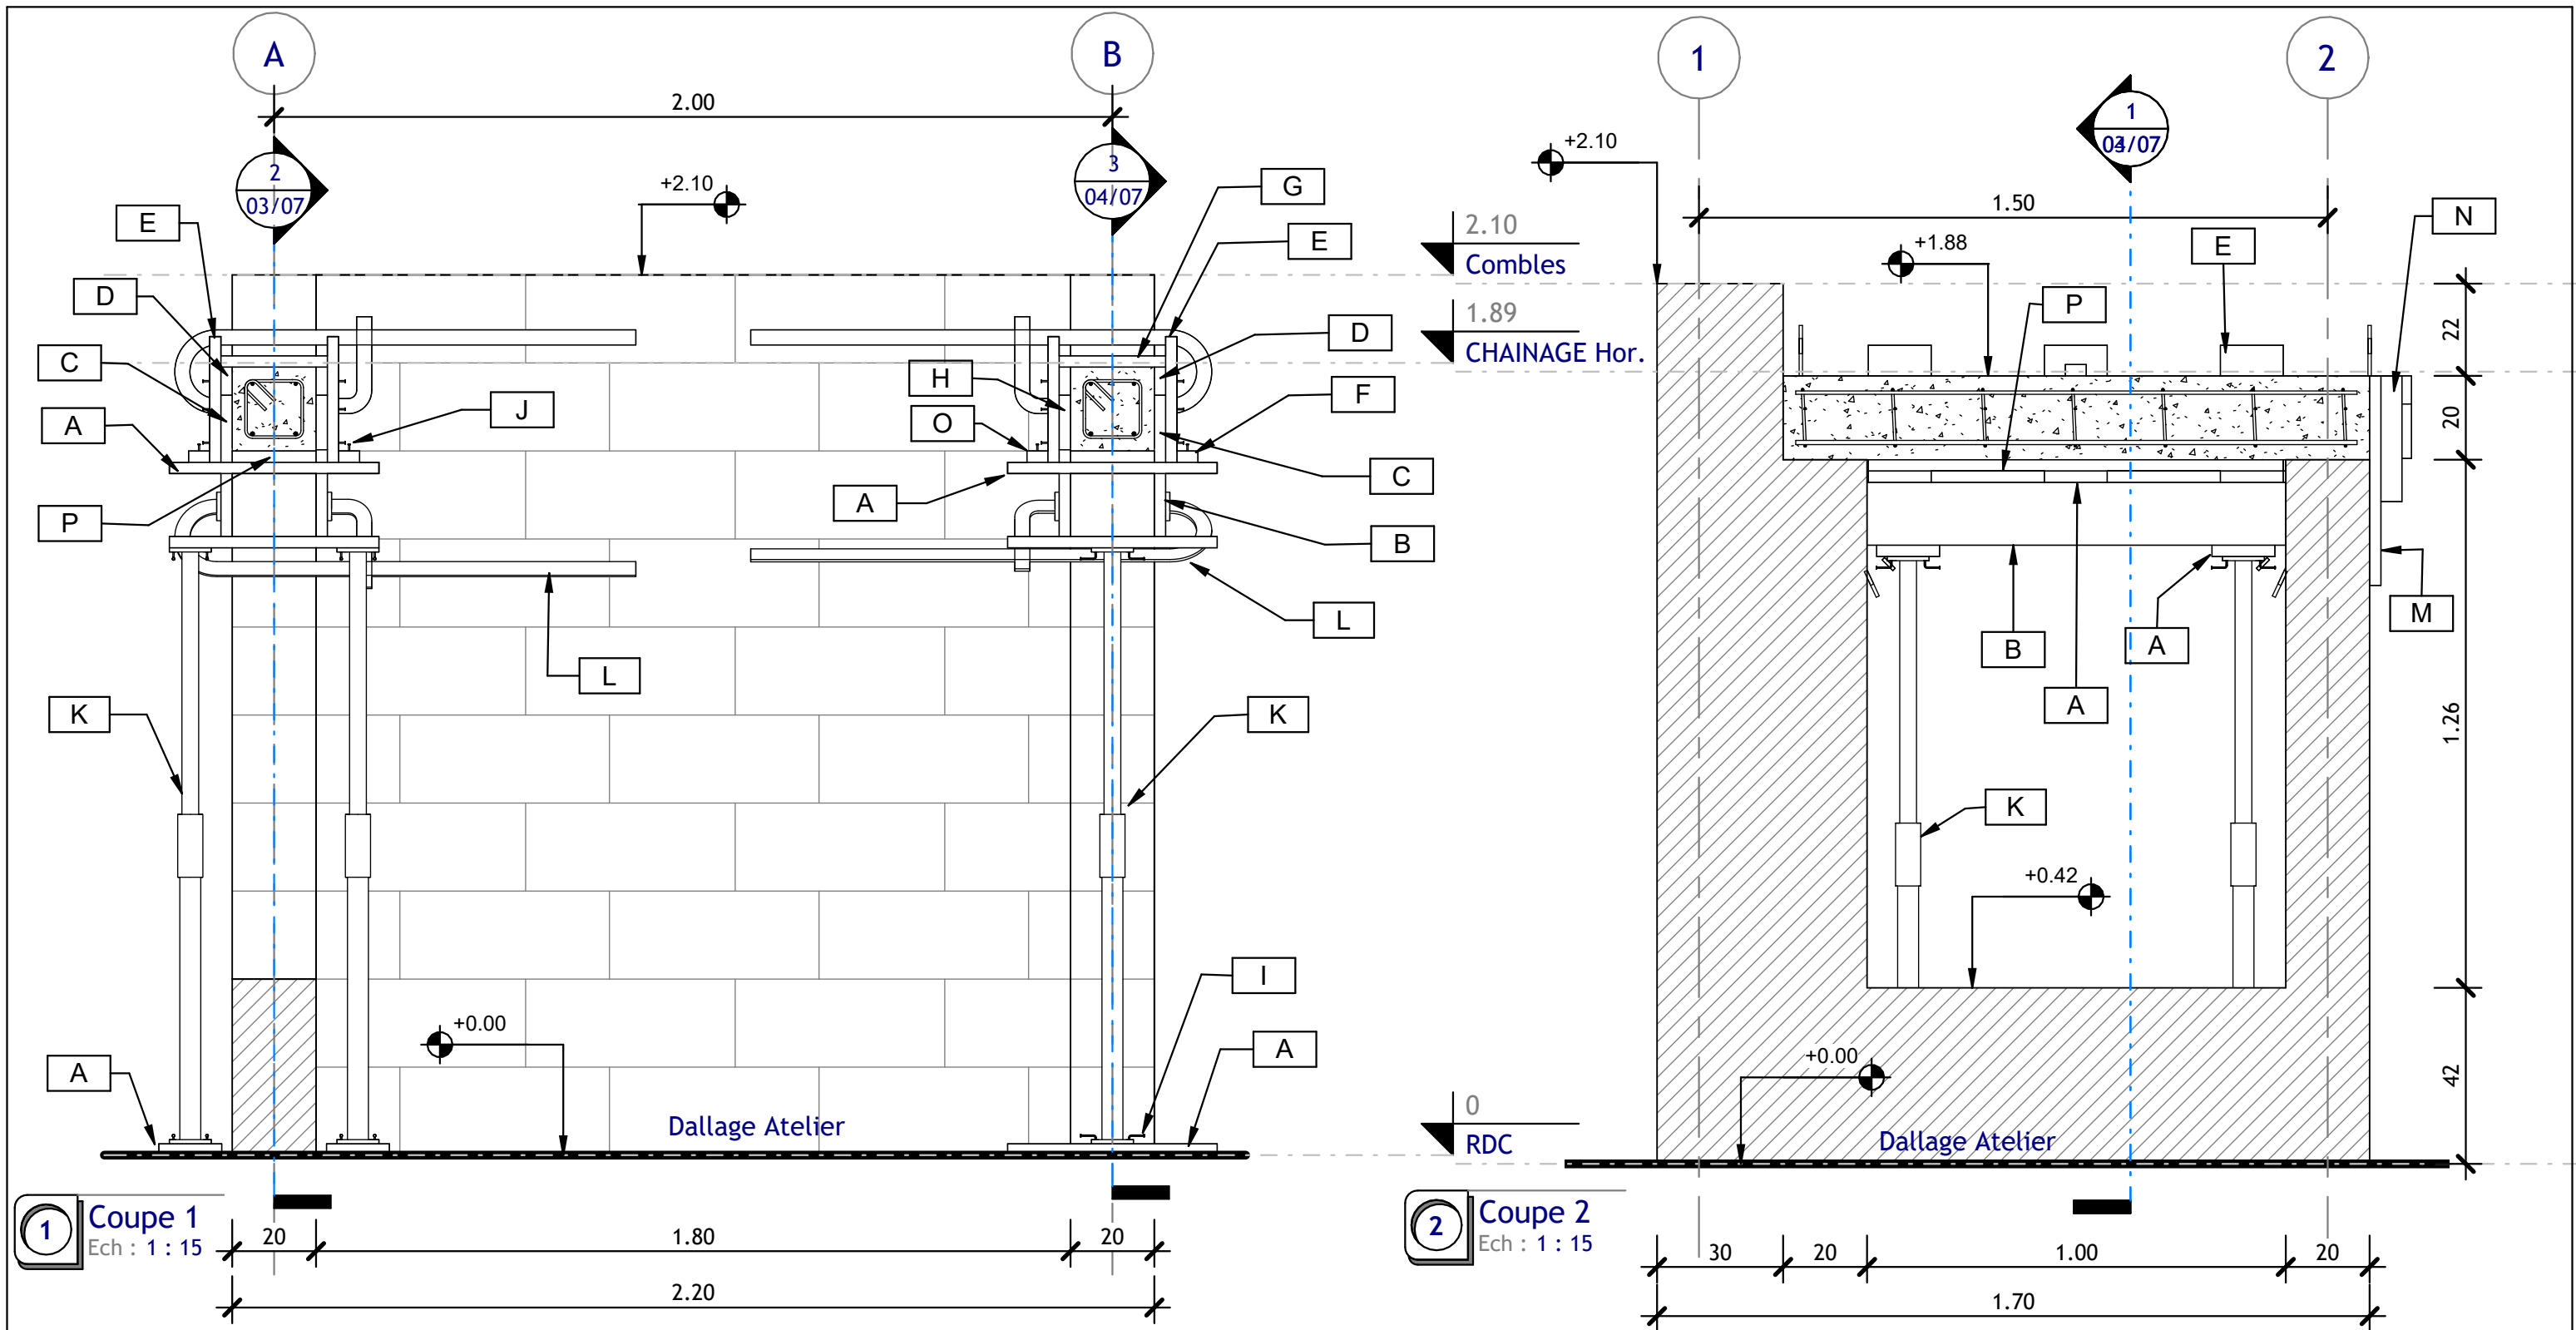 A
B
2.00
2
03/07
3
04/07
+2.10
G
E
E
D
D
C
H
F
A
J
O
C
P
A
B
L
L
K
K
I
+0.00
A
A
Dallage Atelier
1
Coupe 1
Ech : 1 : 15
20
1.80
20
2.20
2.10
Combles
1.89
CHAINAGE Hor.
0
RDC
1
2
+2.10
1
/07
1.50
N
+1.88
E
P
22
20
M
A
B
A
1.26
K
+0.42
+0.00
42
Dallage Atelier
2
Coupe 2
Ech : 1 : 15
30
20
1.00
20
1.70